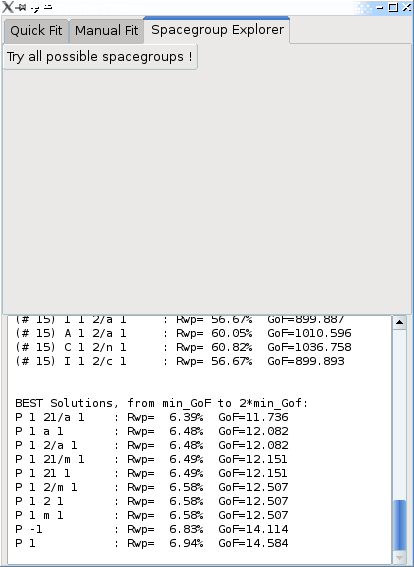 Quick Fit Manual Fit Spacegroup Explorer
Try all possible spacegroups !
(# 15) I 1 2/a 1 : Rwp= 56.67% GoF=899.887
(# 15) A 1 2/a 1 : Rwp= 60.05% GoF=1010.596
(# 15) C 1 2/n 1 : Rwp= 60.82% GoF=1036.758
(# 15) I 1 2/c 1 : Rwp= 56.67% GoF=899.893
BEST Solutions, from min_GoF to 2*min_Gof:
P 1 21/a 1 : Rwp= 6.39% GoF=11.736
P 1 a 1 : Rwp= 6.48% GoF=12.082
P 1 2/a 1 : Rwp= 6.48% GoF=12.082
P 1 21/m 1 : Rwp= 6.49% GoF=12.151
P 1 21 1 : Rwp= 6.49% GoF=12.151
P 1 2/m 1 : Rwp= 6.58% GoF=12.507
P 1 2 1 : Rwp= 6.58% GoF=12.507
P 1 m 1 : Rwp= 6.58% GoF=12.507
P -1 : Rwp= 6.83% GoF=14.114
P 1 : Rwp= 6.94% GoF=14.584